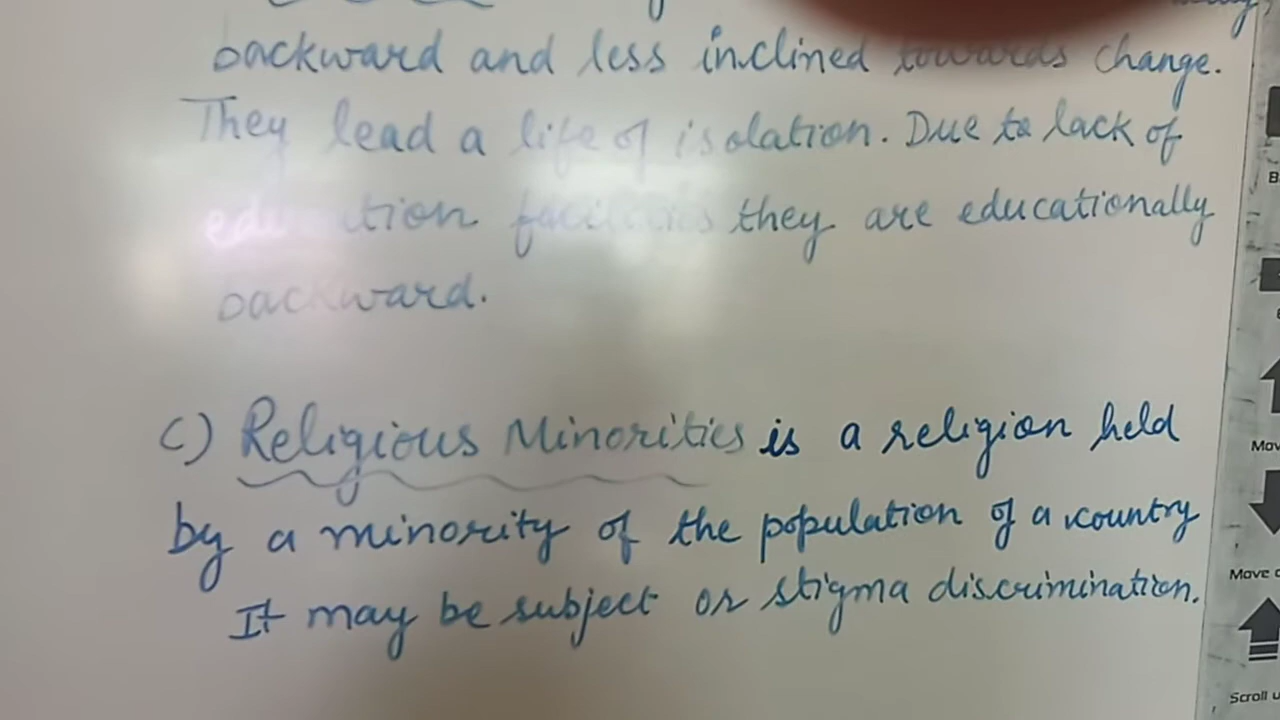 backward and less inclined towards change.
They lead a life of isolation. Due to lack of
education facilities they are educationally
backward.
C) Religious Minorities is a religion held
by a minority of the population of a country
It may be subject or stigma discrimination.
Scroll u